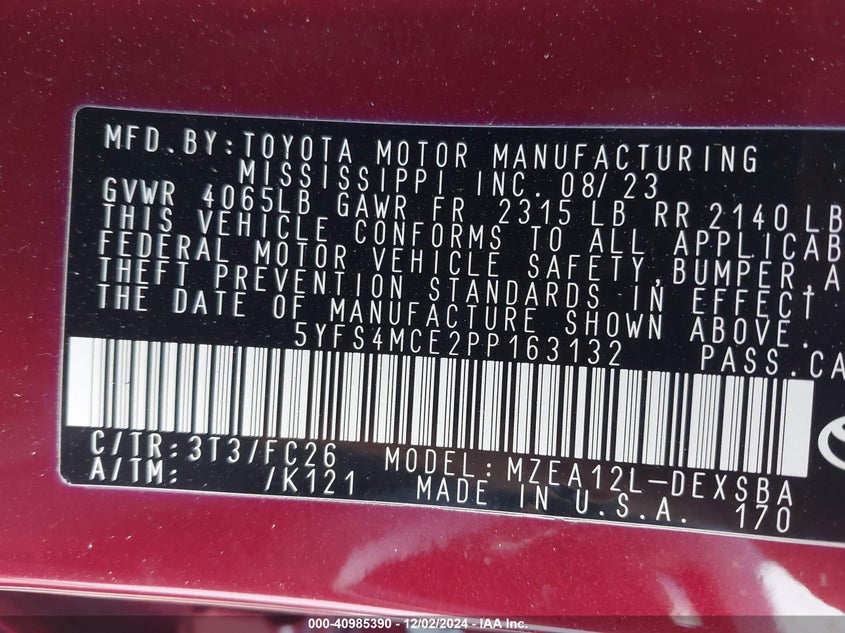 MFD.BY:TOYOTA MOTOR MANUFACTURING
MISSISSIPPI INC. 08/23
GVWR 4065LB GAWR FR 2315 LB RR 2140LB
THIS VEHICLE CONFORMS TO ALL APPLICAB
FEDERAL MOTOR VEHICLE SAFETY,BUMPER,A
THEFT PREVENTION STANDARDS IN EFFECT
THE DATE OF MANUFACTURE SHOWN ABOVE.
5YFS4MCE2PP163132 PASS.CA
C/TR:3T3/FC26 MODEL:MZEA12L-DEXSBA
A/TM: /K121 MADE IN U.S.A. 170
000-40985390 - 12/02/2024 - IAA Inc.